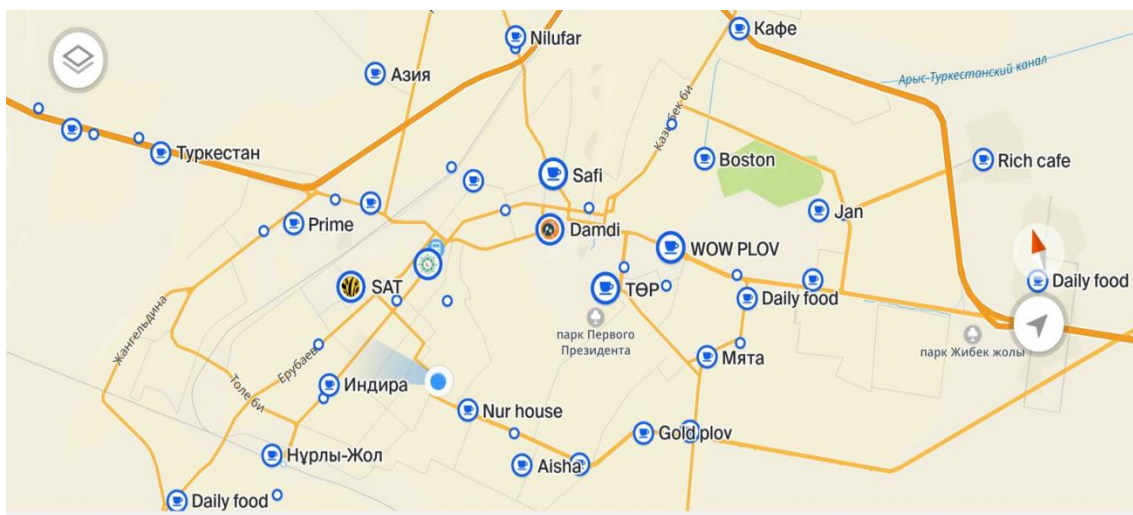 Кафе
Nilufar
Азия
Арыс-Туркестанский канал
Казыбек би
Туркестан
Boston
Rich cafe
Safi
Jan
Prime
Damdi
WOW PLOV
SAT
ТӨР
Daily food
Daily food
парк Первого
Президента
парк Жибек жолы
Жангельдина
Ерубаев
Мята
Толе би
Индира
Nur house
Gold plov
Нұрлы-Жол
Aisha
Daily food